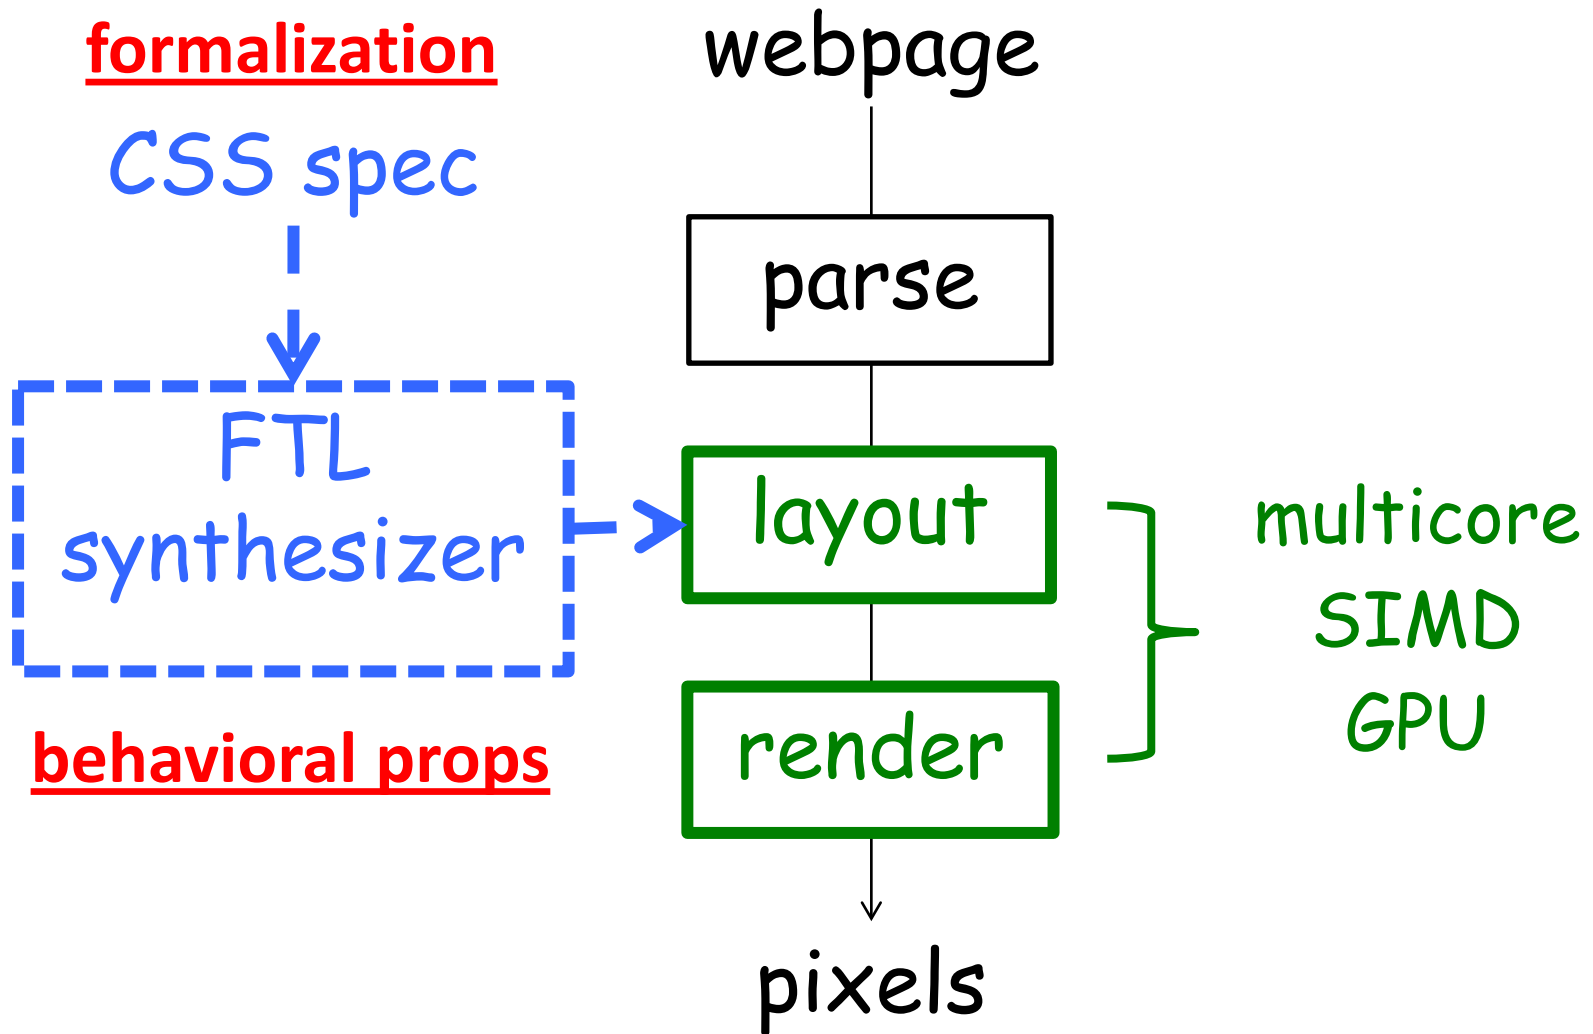 formalization
CSS spec
FTL
synthesizer
behavioral props
webpage
parse
layout
render
pixels
multicore
SIMD
GPU